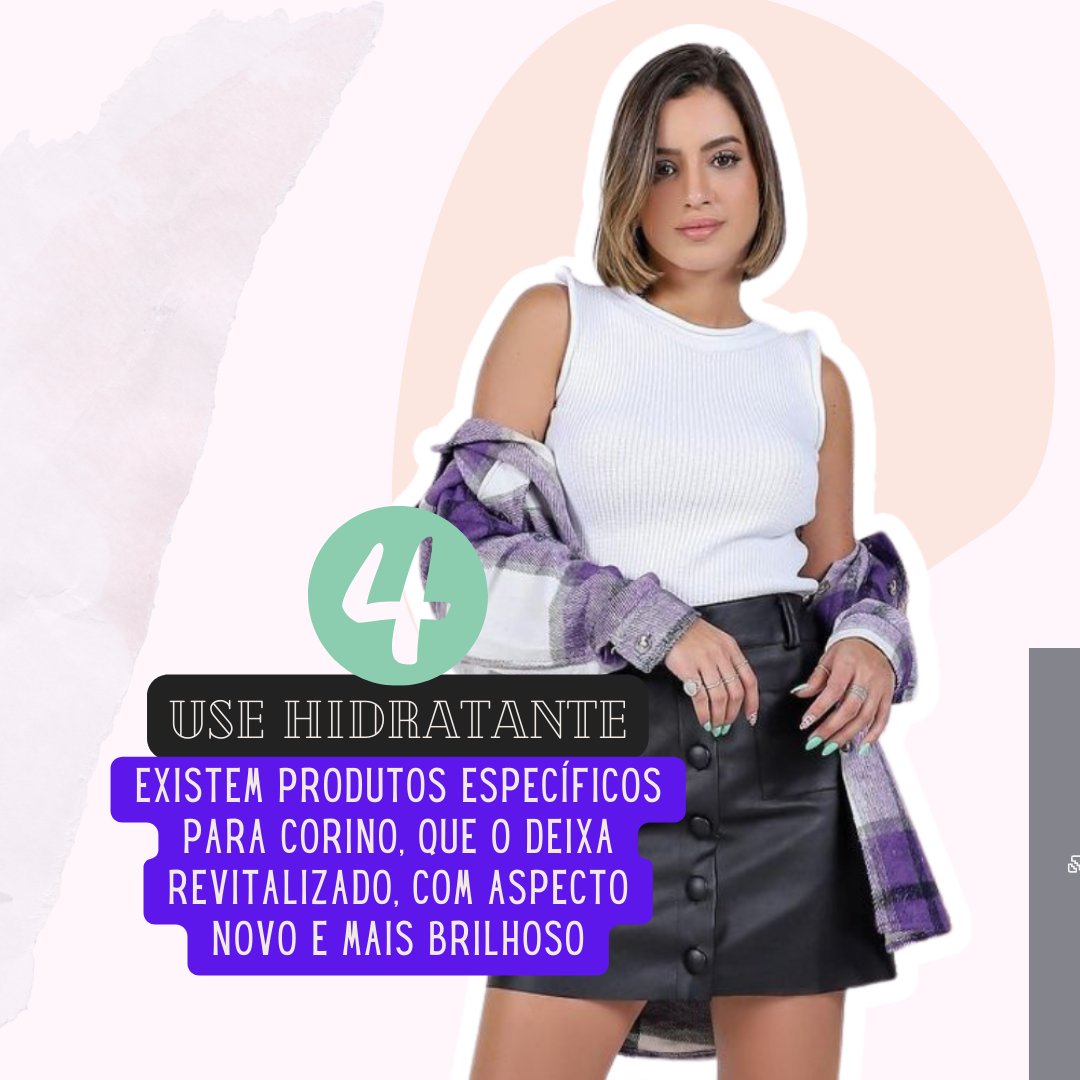 4
USE HIDRATANTE
EXISTEM PRODUTOS ESPECÍFICOS
PARA CORINO, QUE O DEIXA
REVITALIZADO, COM ASPECTO
NOVO E MAIS BRILHOSO